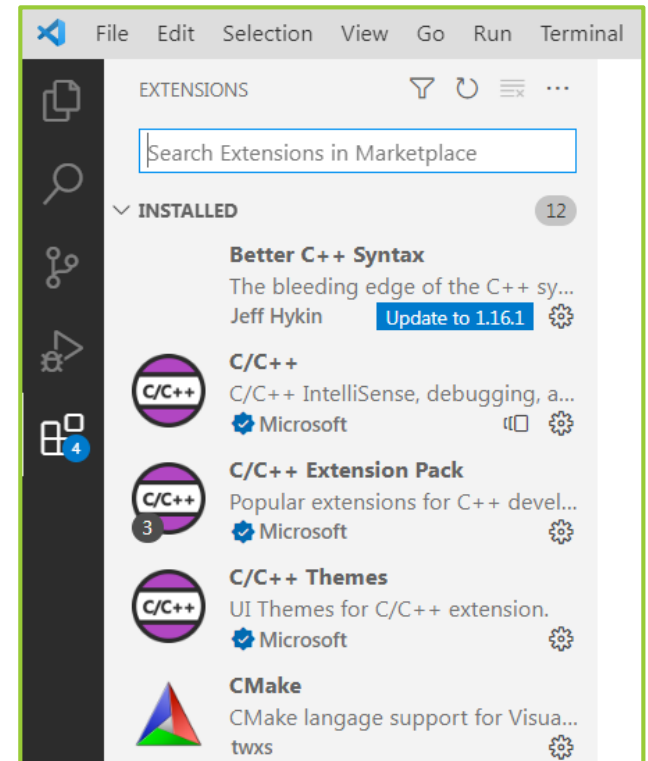 File Edit Selection View Go Run Terminal
EXTENSIONS
Search Extensions in Marketplace
INSTALLED 12
Better C++ Syntax
The bleeding edge of the C++ sy...
Jeff Hykin Update to 1.16.1
C/C++
C/C++
C/C++ IntelliSense, debugging, a...
Microsoft
4
C/C++ Extension Pack
C/C++
Popular extensions for C++ devel...
3
Microsoft
C/C++ Themes
C/C++
UI Themes for C/C++ extension.
Microsoft
CMake
CMake langage support for Visua...
twxs